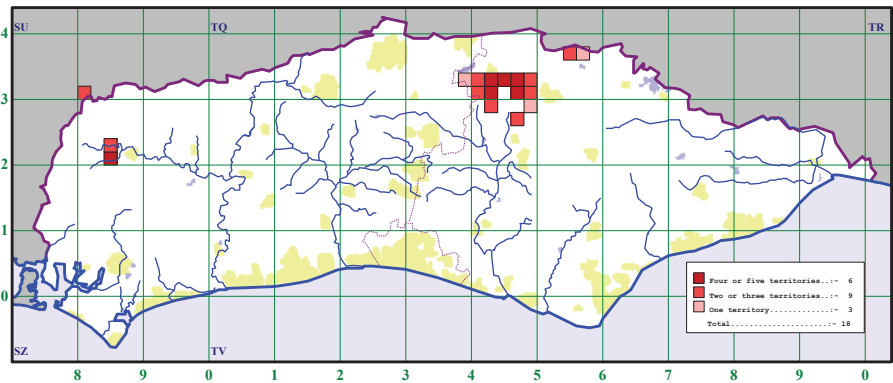 4 SU TQ TR
3
2
1
0
Four or five territories..:- 6
Two or three territories..:- 9
One territory............:- 3
Total.....................:- 18
SZ TV
8 9 0 1 2 3 4 5 6 7 8 9 0